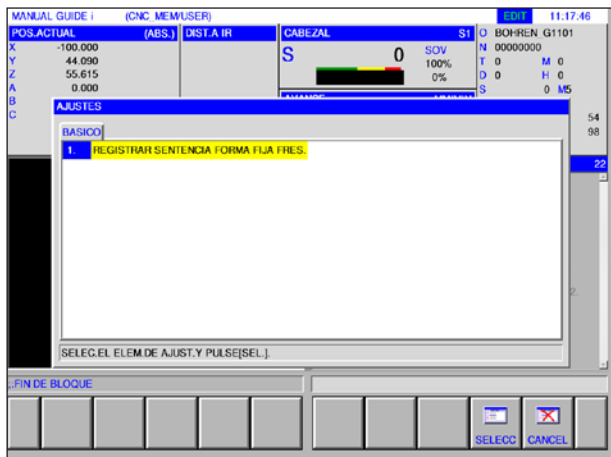 MANUAL GUIDE i (CNC_MEM/USER) EDIT 11:17:46
POS.ACTUAL (ABS.) DIST.A IR CABEZAL S1 O BOHREN G1101
X -100.000 S 0 SOV N 00000000
Y 44.090 100% T 0 M 0
Z 55.615 0% D 0 H 0
A 0.000 S 0 M5
B
C
54
98
AJUSTES
BASICO
1. REGISTRAR SENTENCIA FORMA FIJA FRES.
22
2.
SELEC.EL ELEM.DE AJUST.Y PULSE[SEL.].
;:FIN DE BLOQUE
SELECC CANCEL